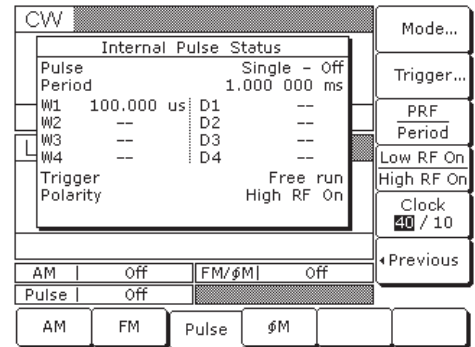 CW
Internal Pulse Status
Pulse Single - Off
Period 1.000 000 ms
W1 100.000 us D1 --
W2 -- D2 --
W3 -- D3 --
W4 -- D4 --
Trigger Free run
Polarity High RF On
L
AM Off FM/ϕM Off
Pulse Off
Mode...
Trigger...
PRF
Period
Low RF On
High RF On
Clock
40 / 10
◂Previous
AM FM Pulse ϕM